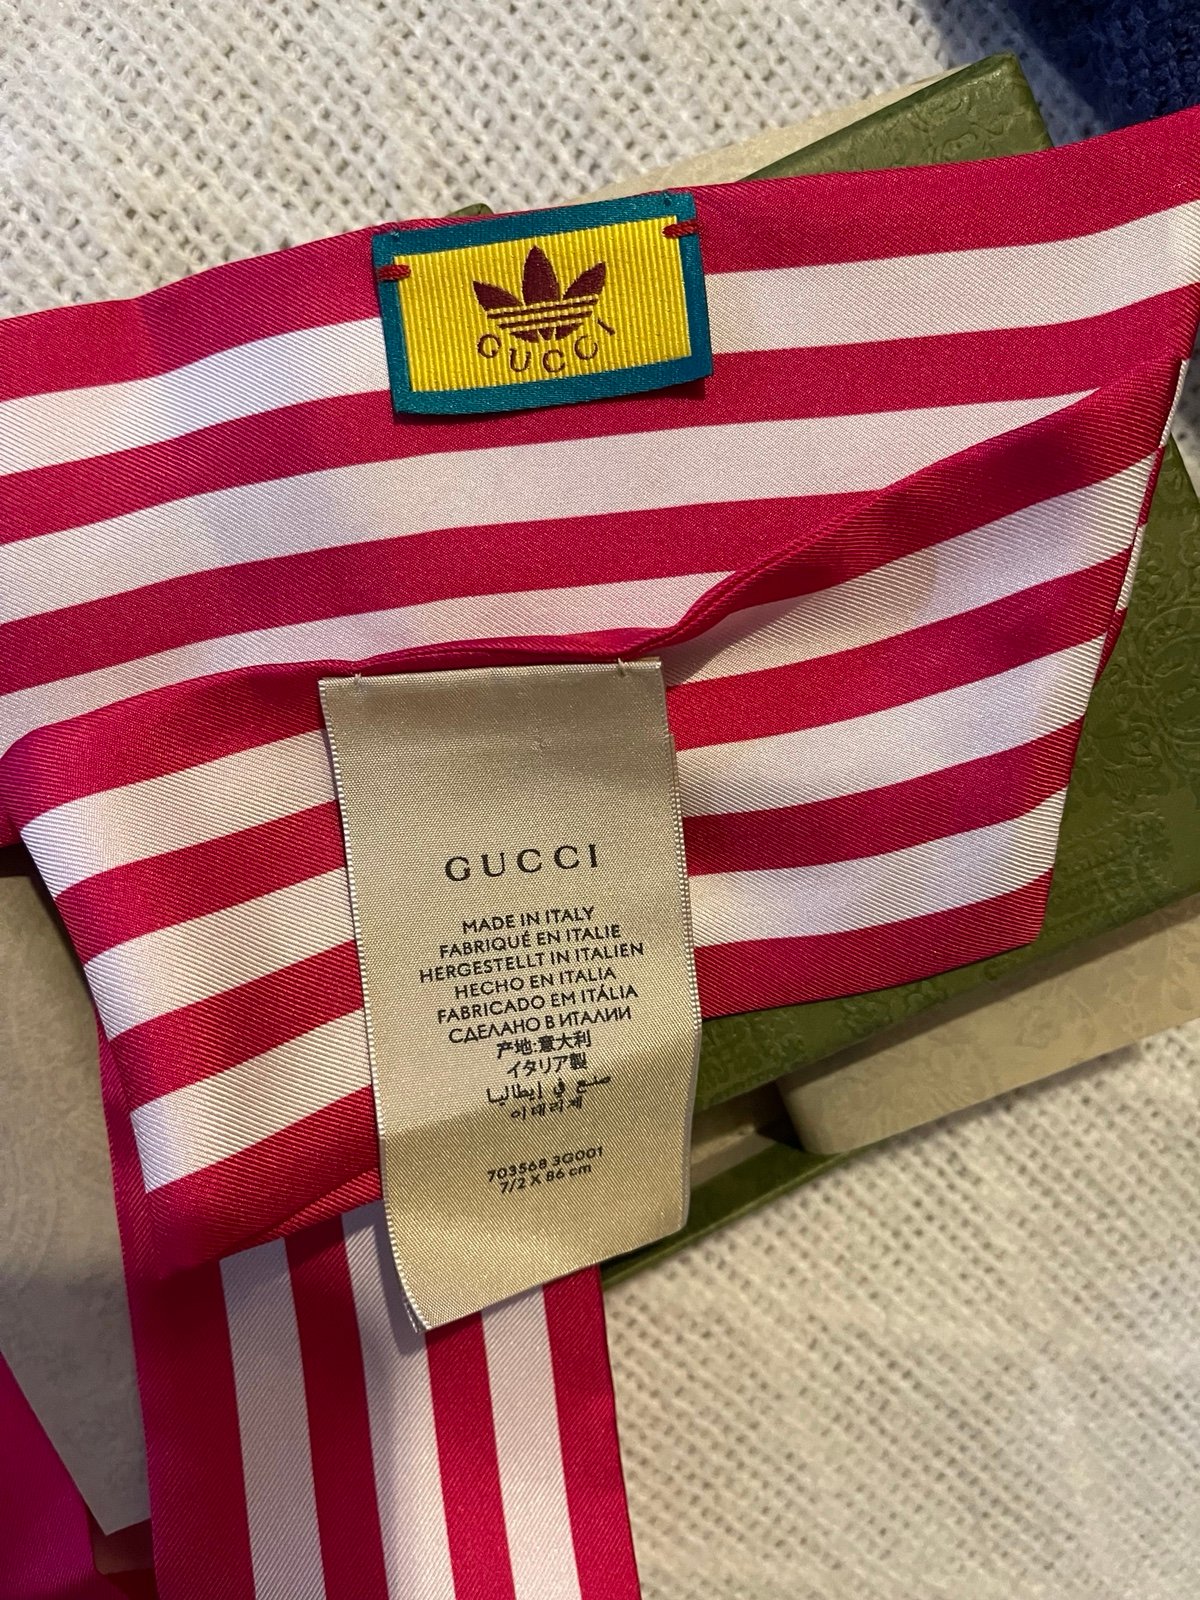 GUCCI
GUCCI
MADE IN ITALY
FABRIQUÉ EN ITALIE
HERGESTELLT IN ITALIEN
HECHO EN ITALIA
FABRICADO EM ITÁLIA
СДЕЛАНО В ИТАЛИИ
产地:意大利
イタリア製
صنع في إيطاليا
이태리제
703568 3G001
7/2 X 86 cm